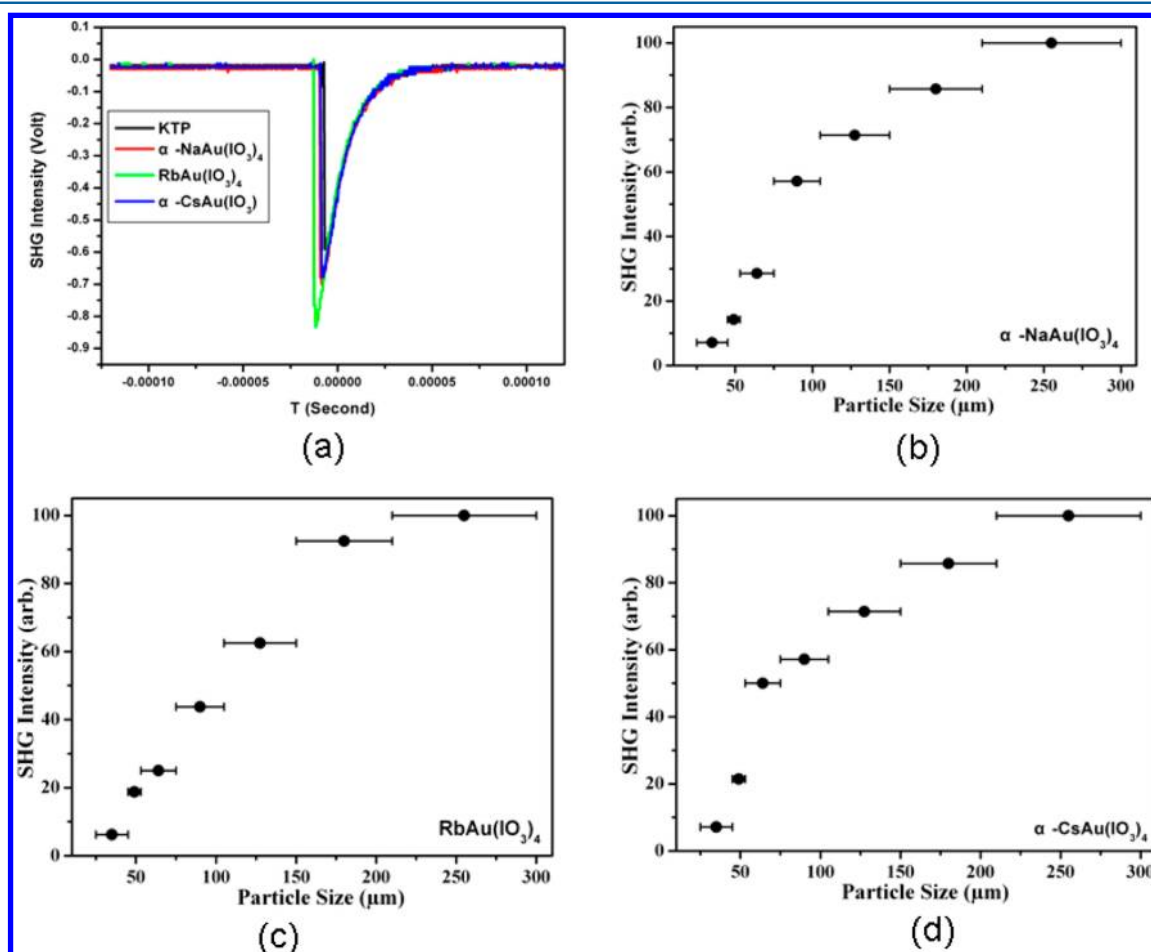 0.1
0.0
-0.1
-0.2
-0.3
-0.4
-0.5
-0.6
-0.7
-0.8
-0.9
SHG Intensity (Volt)
KTP
α -NaAu(IO₃)₄
RbAu(IO₃)₄
α -CsAu(IO₃)
-0.00010 -0.00005 0.00000 0.00005 0.00010
T (Second)
(a)
100
80
60
40
20
0
SHG Intensity (arb.)
α -NaAu(IO₃)₄
50 100 150 200 250 300
Particle Size (µm)
(b)
100
80
60
40
20
0
SHG Intensity (arb.)
RbAu(IO₃)₄
50 100 150 200 250 300
Particle Size (µm)
(c)
100
80
60
40
20
0
SHG Intensity (arb.)
α -CsAu(IO₃)₄
50 100 150 200 250 300
Particle Size (µm)
(d)